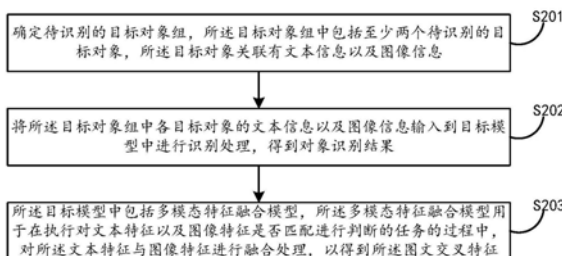 S201
确定待识别的目标对象组，所述目标对象组中包括至少两个待识别的目
标对象，所述目标对象关联有文本信息以及图像信息
S202
将所述目标对象组中各目标对象的文本信息以及图像信息输入到目标模
型中进行识别处理，得到对象识别结果
S203
所述目标模型中包括多模态特征融合模型，所述多模态特征融合模型用
于在执行对文本特征以及图像特征是否匹配进行判断的任务的过程中，
对所述文本特征与图像特征进行融合处理，以得到所述图文交叉特征